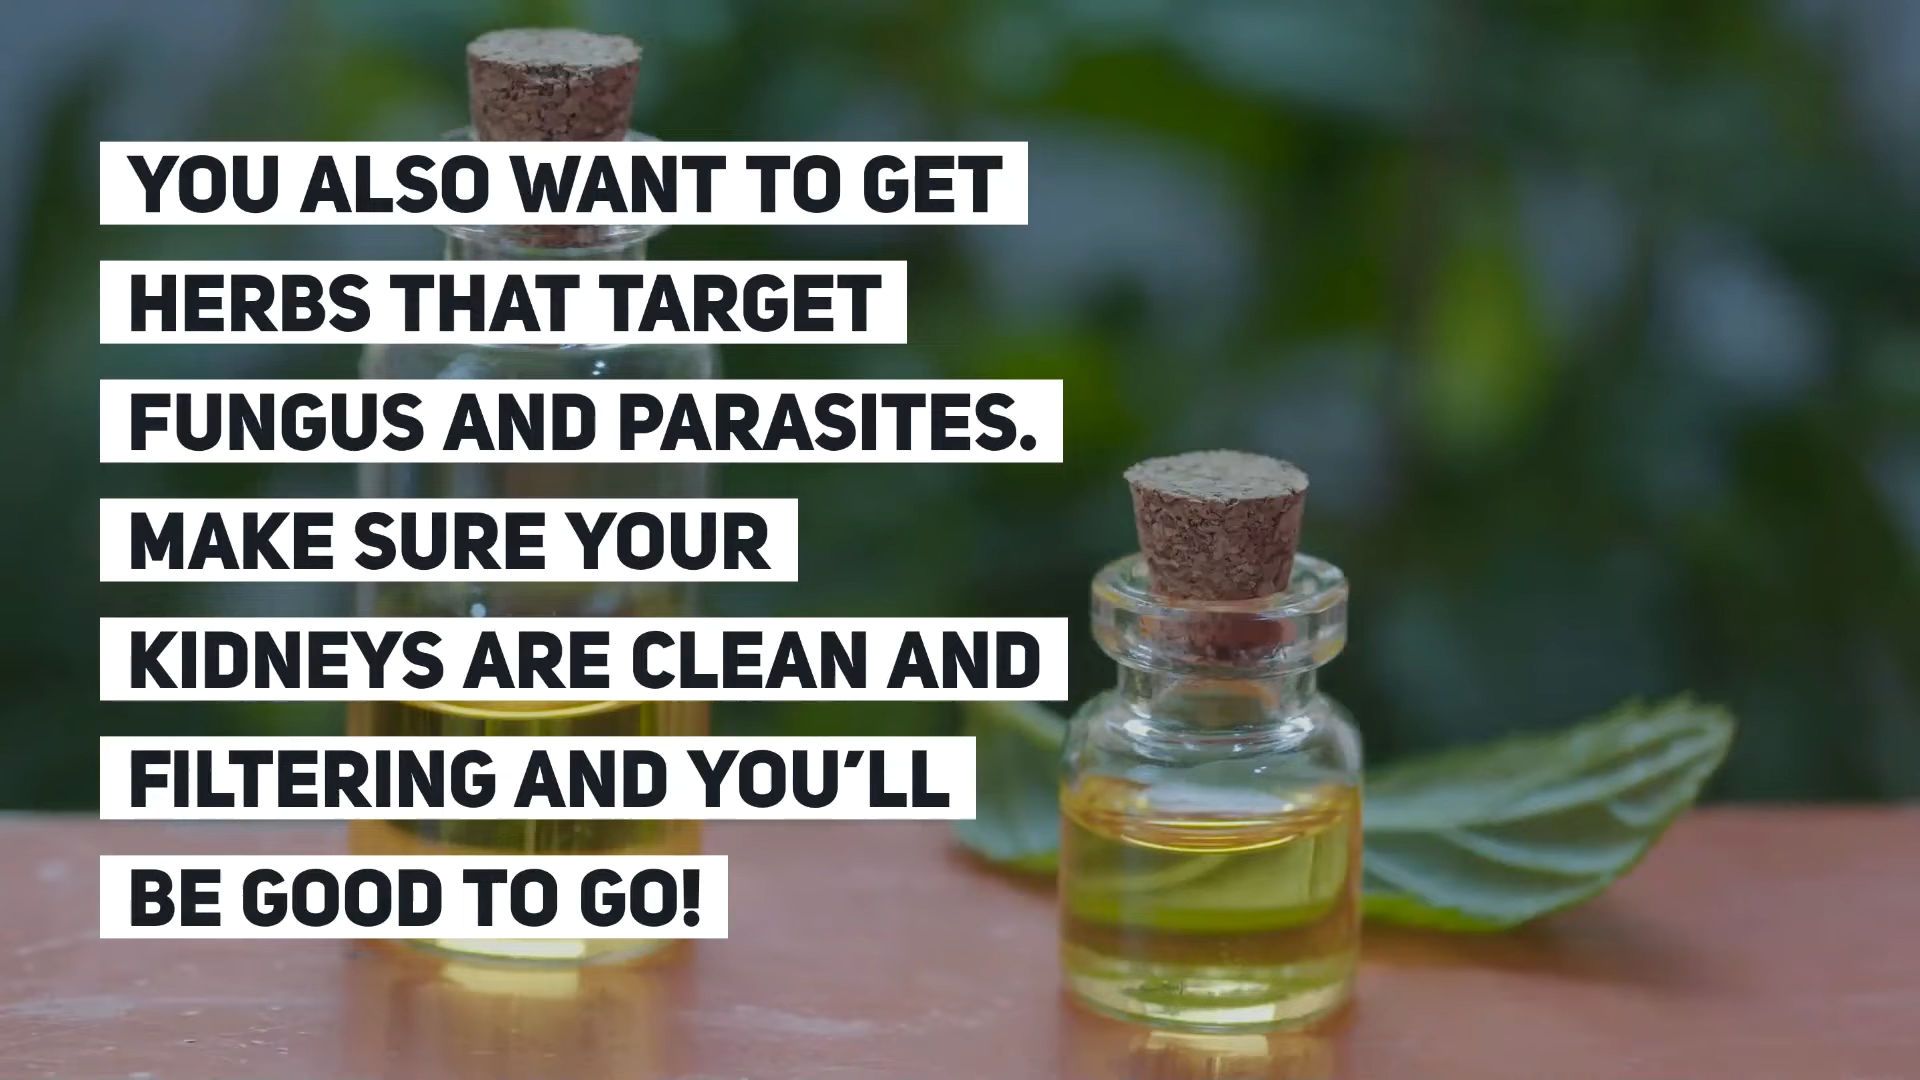 YOU ALSO WANT TO GET
HERBS THAT TARGET
FUNGUS AND PARASITES.
MAKE SURE YOUR
KIDNEYS ARE CLEAN AND
FILTERING AND YOU’LL
BE GOOD TO GO!